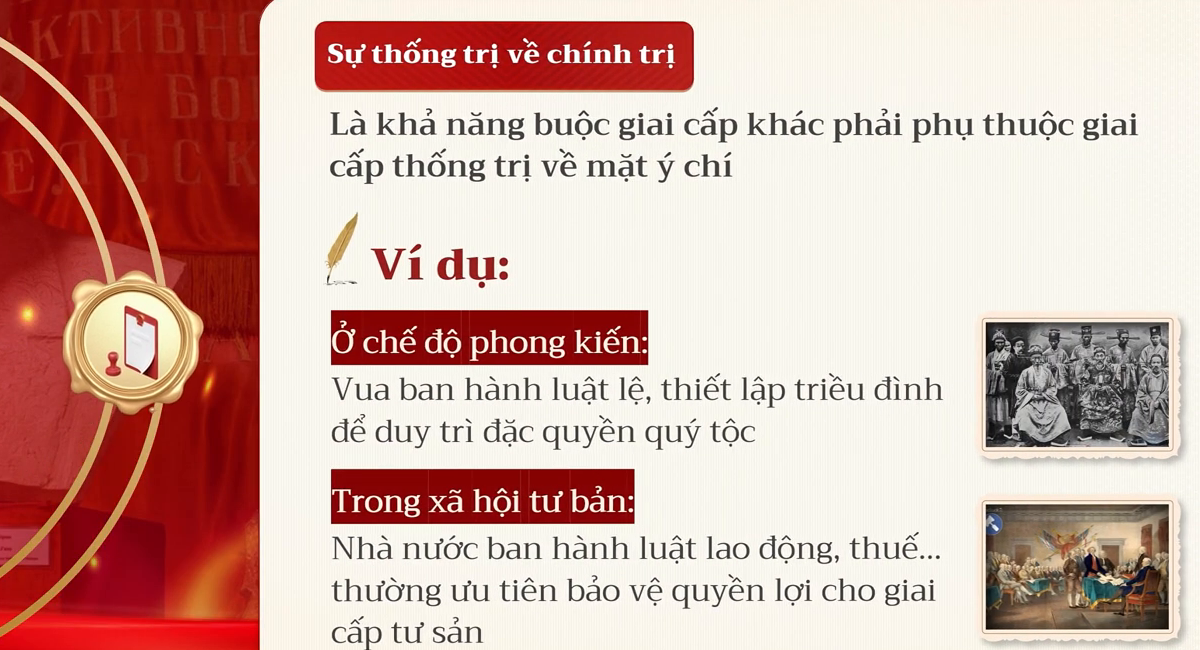 КТИВНО
В БО
ЕЛЬСК
Sự thống trị về chính trị
Là khả năng buộc giai cấp khác phải phụ thuộc giai
cấp thống trị về mặt ý chí
Ví dụ:
Ở chế độ phong kiến:
Vua ban hành luật lệ, thiết lập triều đình
để duy trì đặc quyền quý tộc
Trong xã hội tư bản:
Nhà nước ban hành luật lao động, thuế...
thường ưu tiên bảo vệ quyền lợi cho giai
cấp tư sản